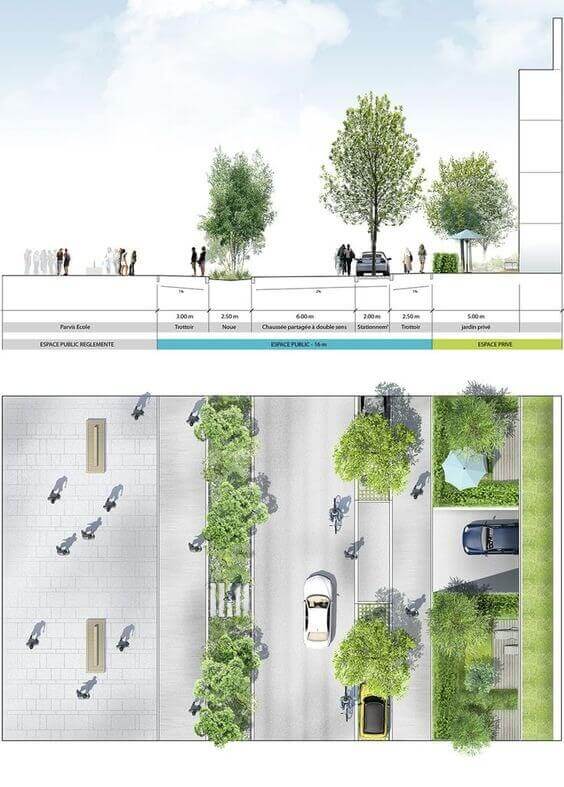 1%
2%
1%
3.00 m 2.50 m 6.00 m 2.00 m 2.50 m 5.00 m
Parvis Ecole Trottoir Noue Chaussée partagée à double sens Stationnemt Trottoir jardin privé
ESPACE PUBLIC REGLEMENTE ESPACE PUBLIC - 16 m ESPACE PRIVE